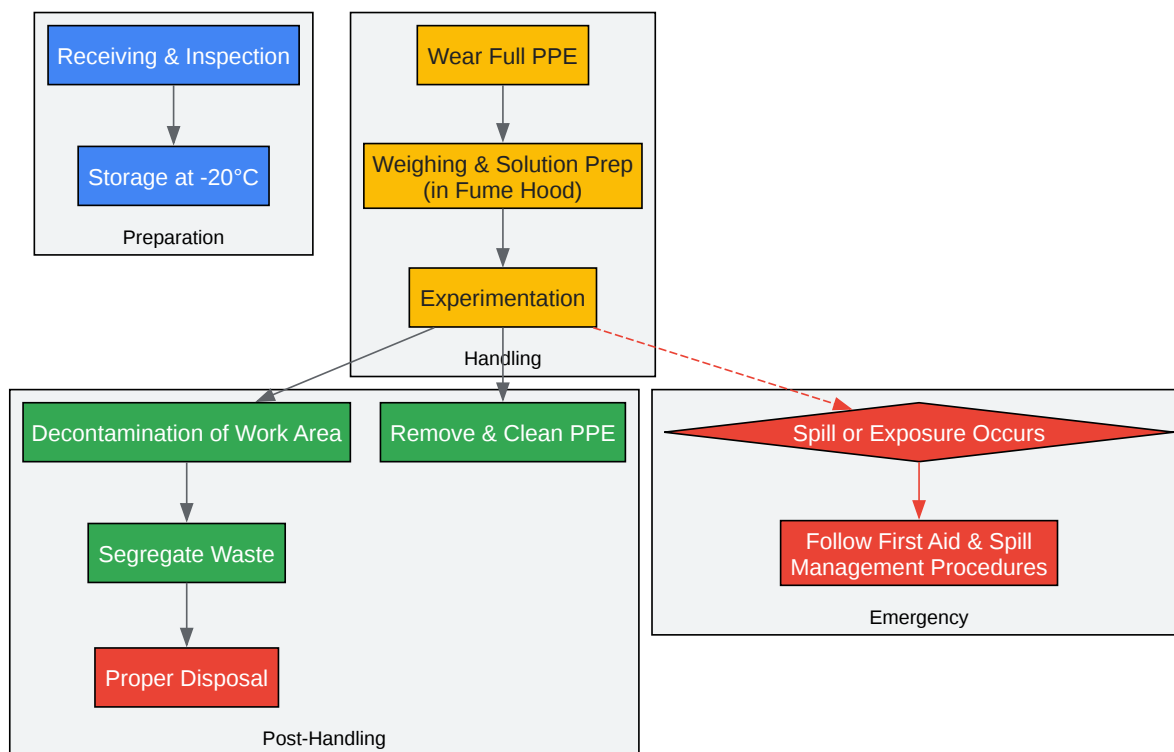 Receiving & Inspection
Storage at -20°C
Preparation
Wear Full PPE
Weighing & Solution Prep
(in Fume Hood)
Experimentation
Handling
Decontamination of Work Area
Remove & Clean PPE
Segregate Waste
Proper Disposal
Post-Handling
Spill or Exposure Occurs
Follow First Aid & Spill
Management Procedures
Emergency